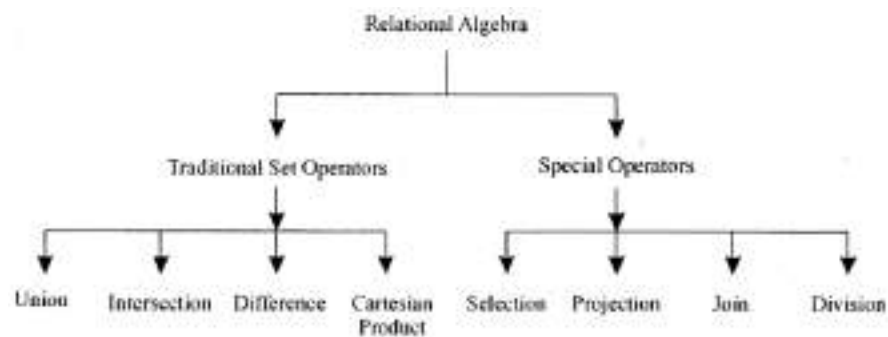 Relational Algebra
Traditional Set Operators
Special Operators
Union
Intersection
Difference
Cartesian
Product
Selection
Projection
Join
Division